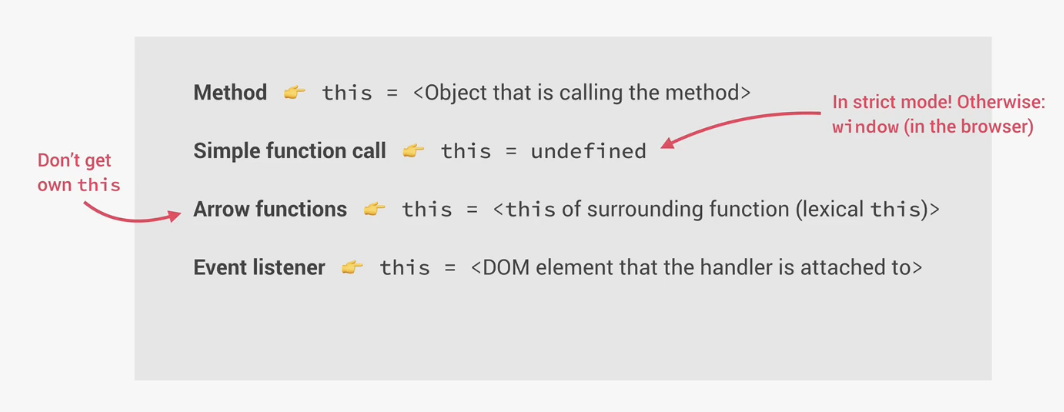 Method 👉 this = <Object that is calling the method>
In strict mode! Otherwise:
window (in the browser)
Simple function call 👉 this = undefined
Don't get
own this
Arrow functions 👉 this = <this of surrounding function (lexical this)>
Event listener 👉 this = <DOM element that the handler is attached to>